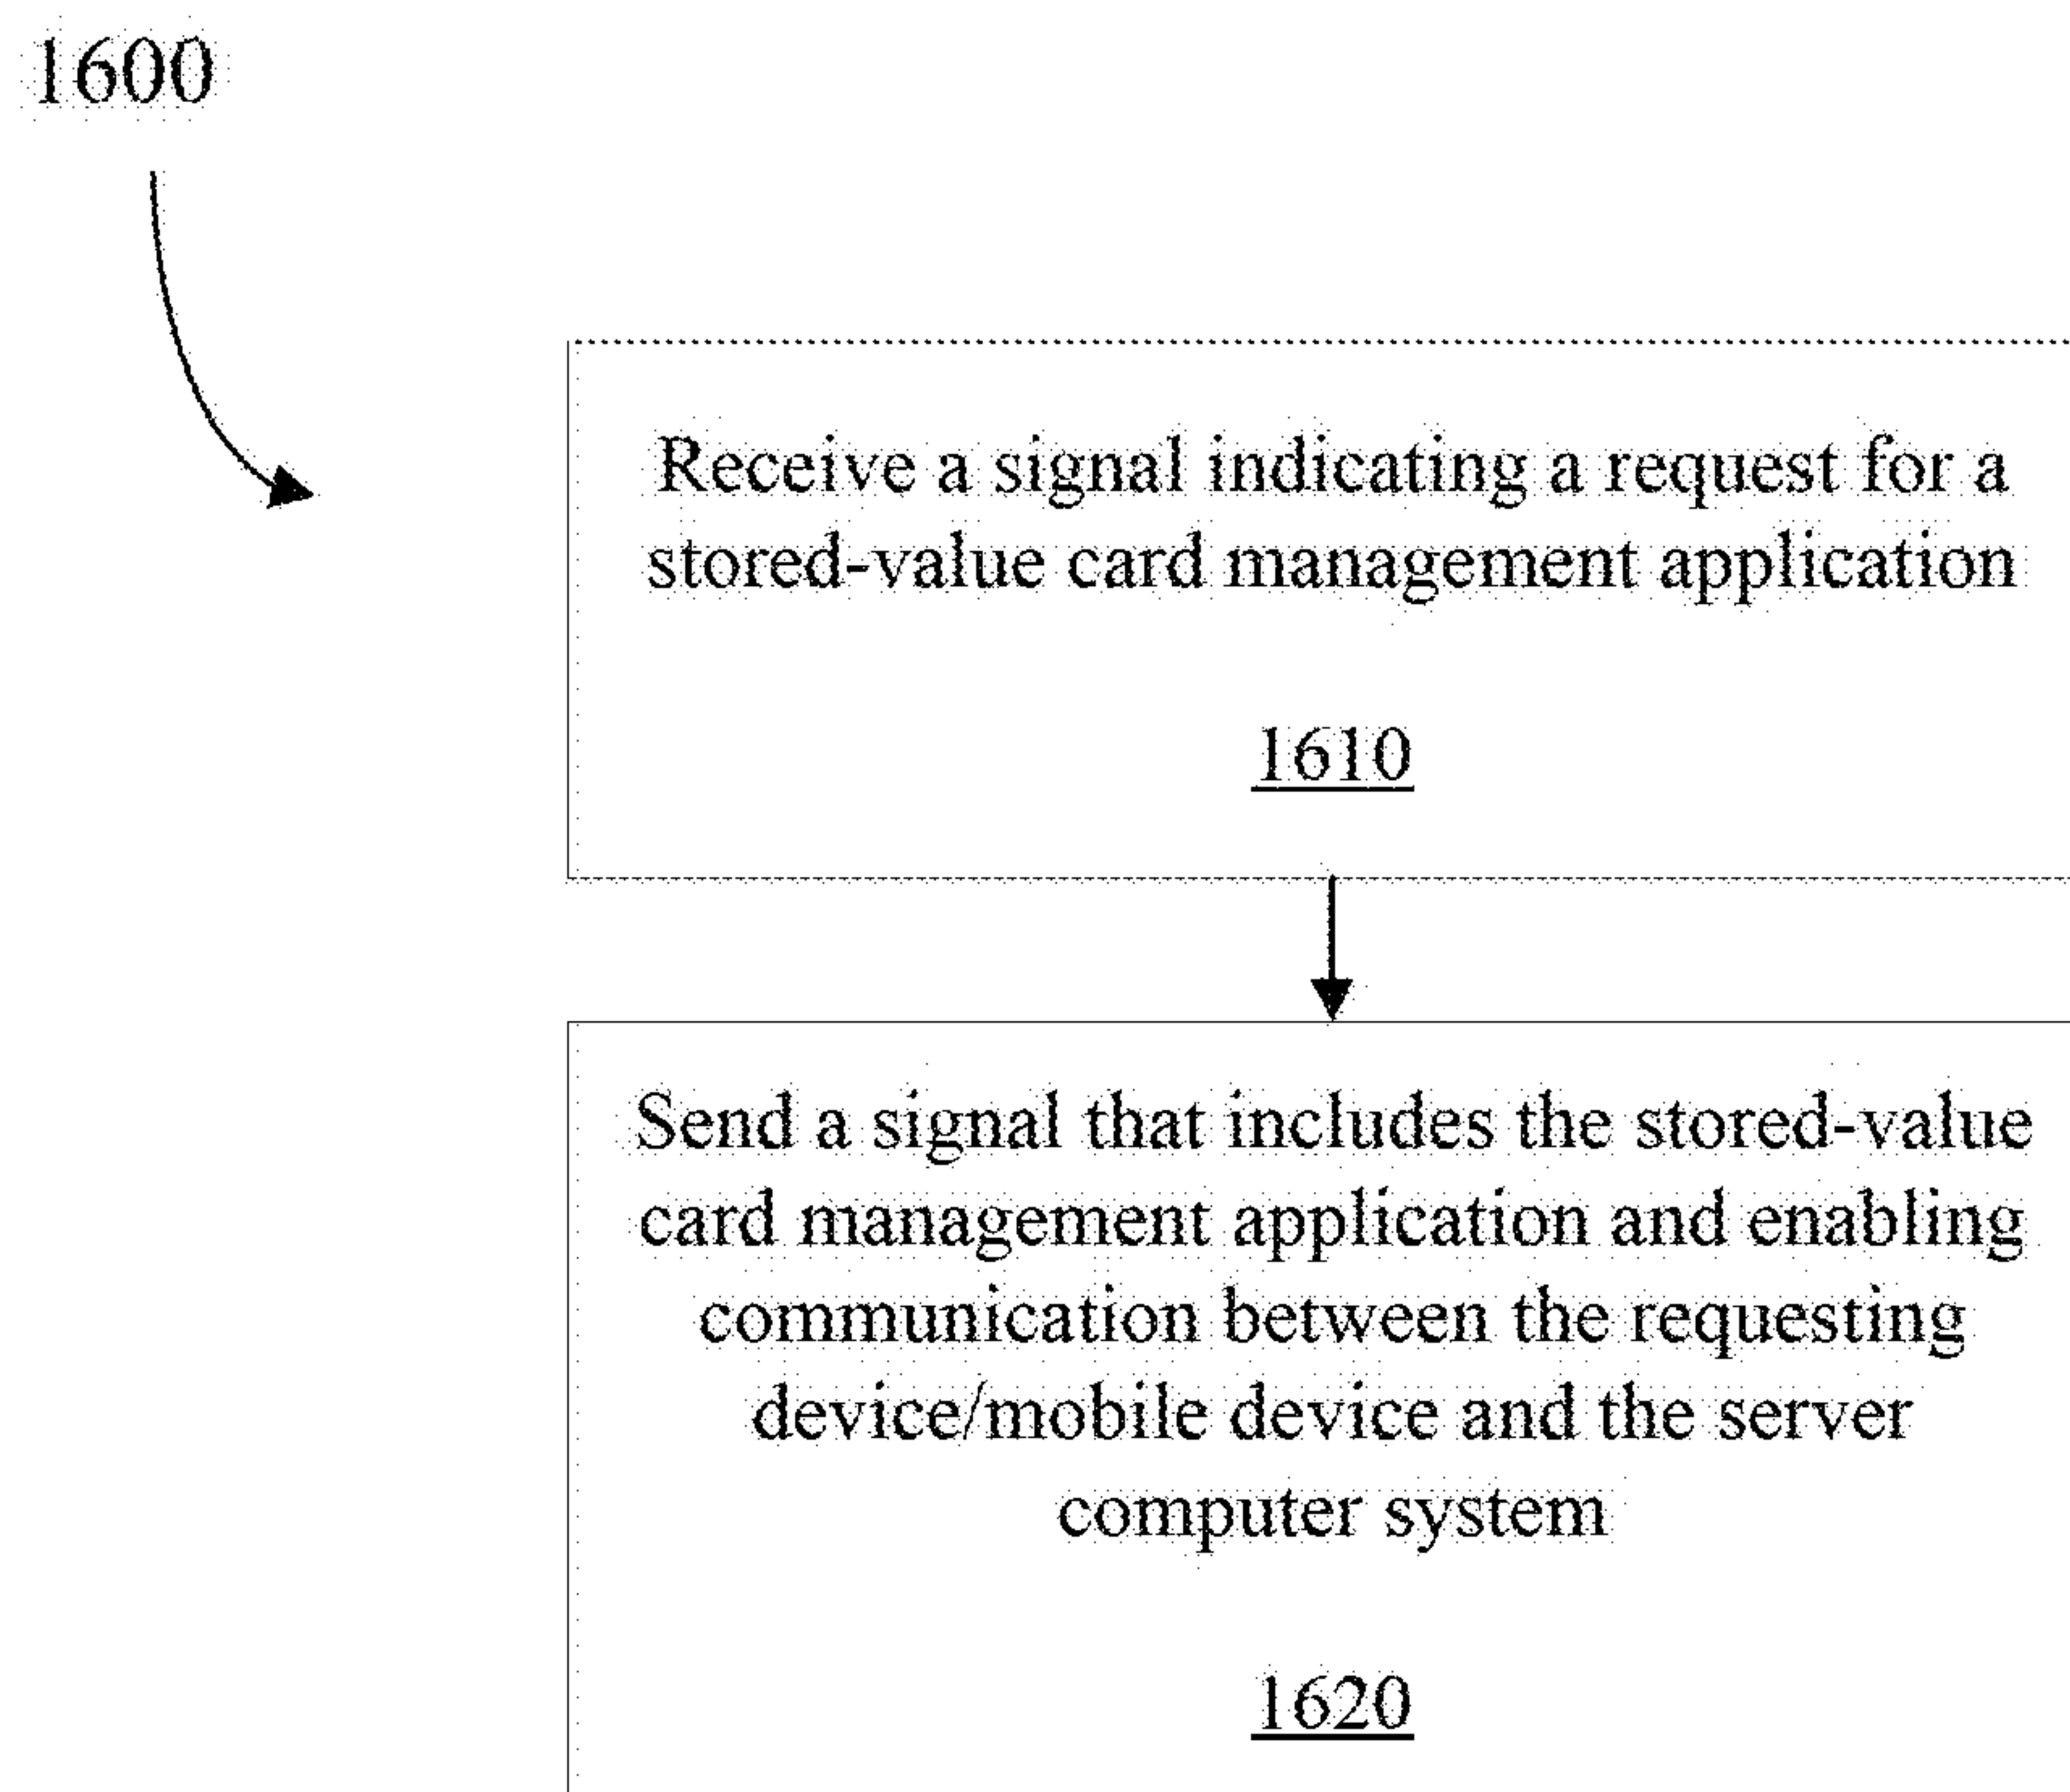 1600
Receive a signal indicating a request for a
stored-value card management application
1610
Send a signal that includes the stored-value
card management application and enabling
communication between the requesting
device/mobile device and the server
computer system
1620